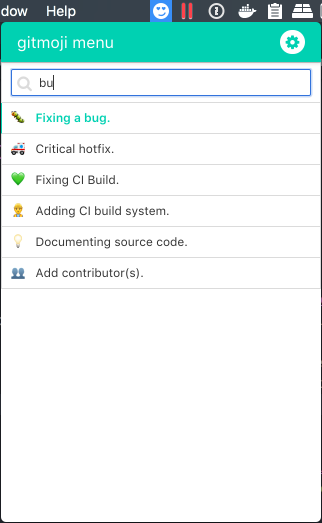 dow Help
gitmoji menu
bu
Fixing a bug.
Critical hotfix.
Fixing CI Build.
Adding CI build system.
Documenting source code.
Add contributor(s).